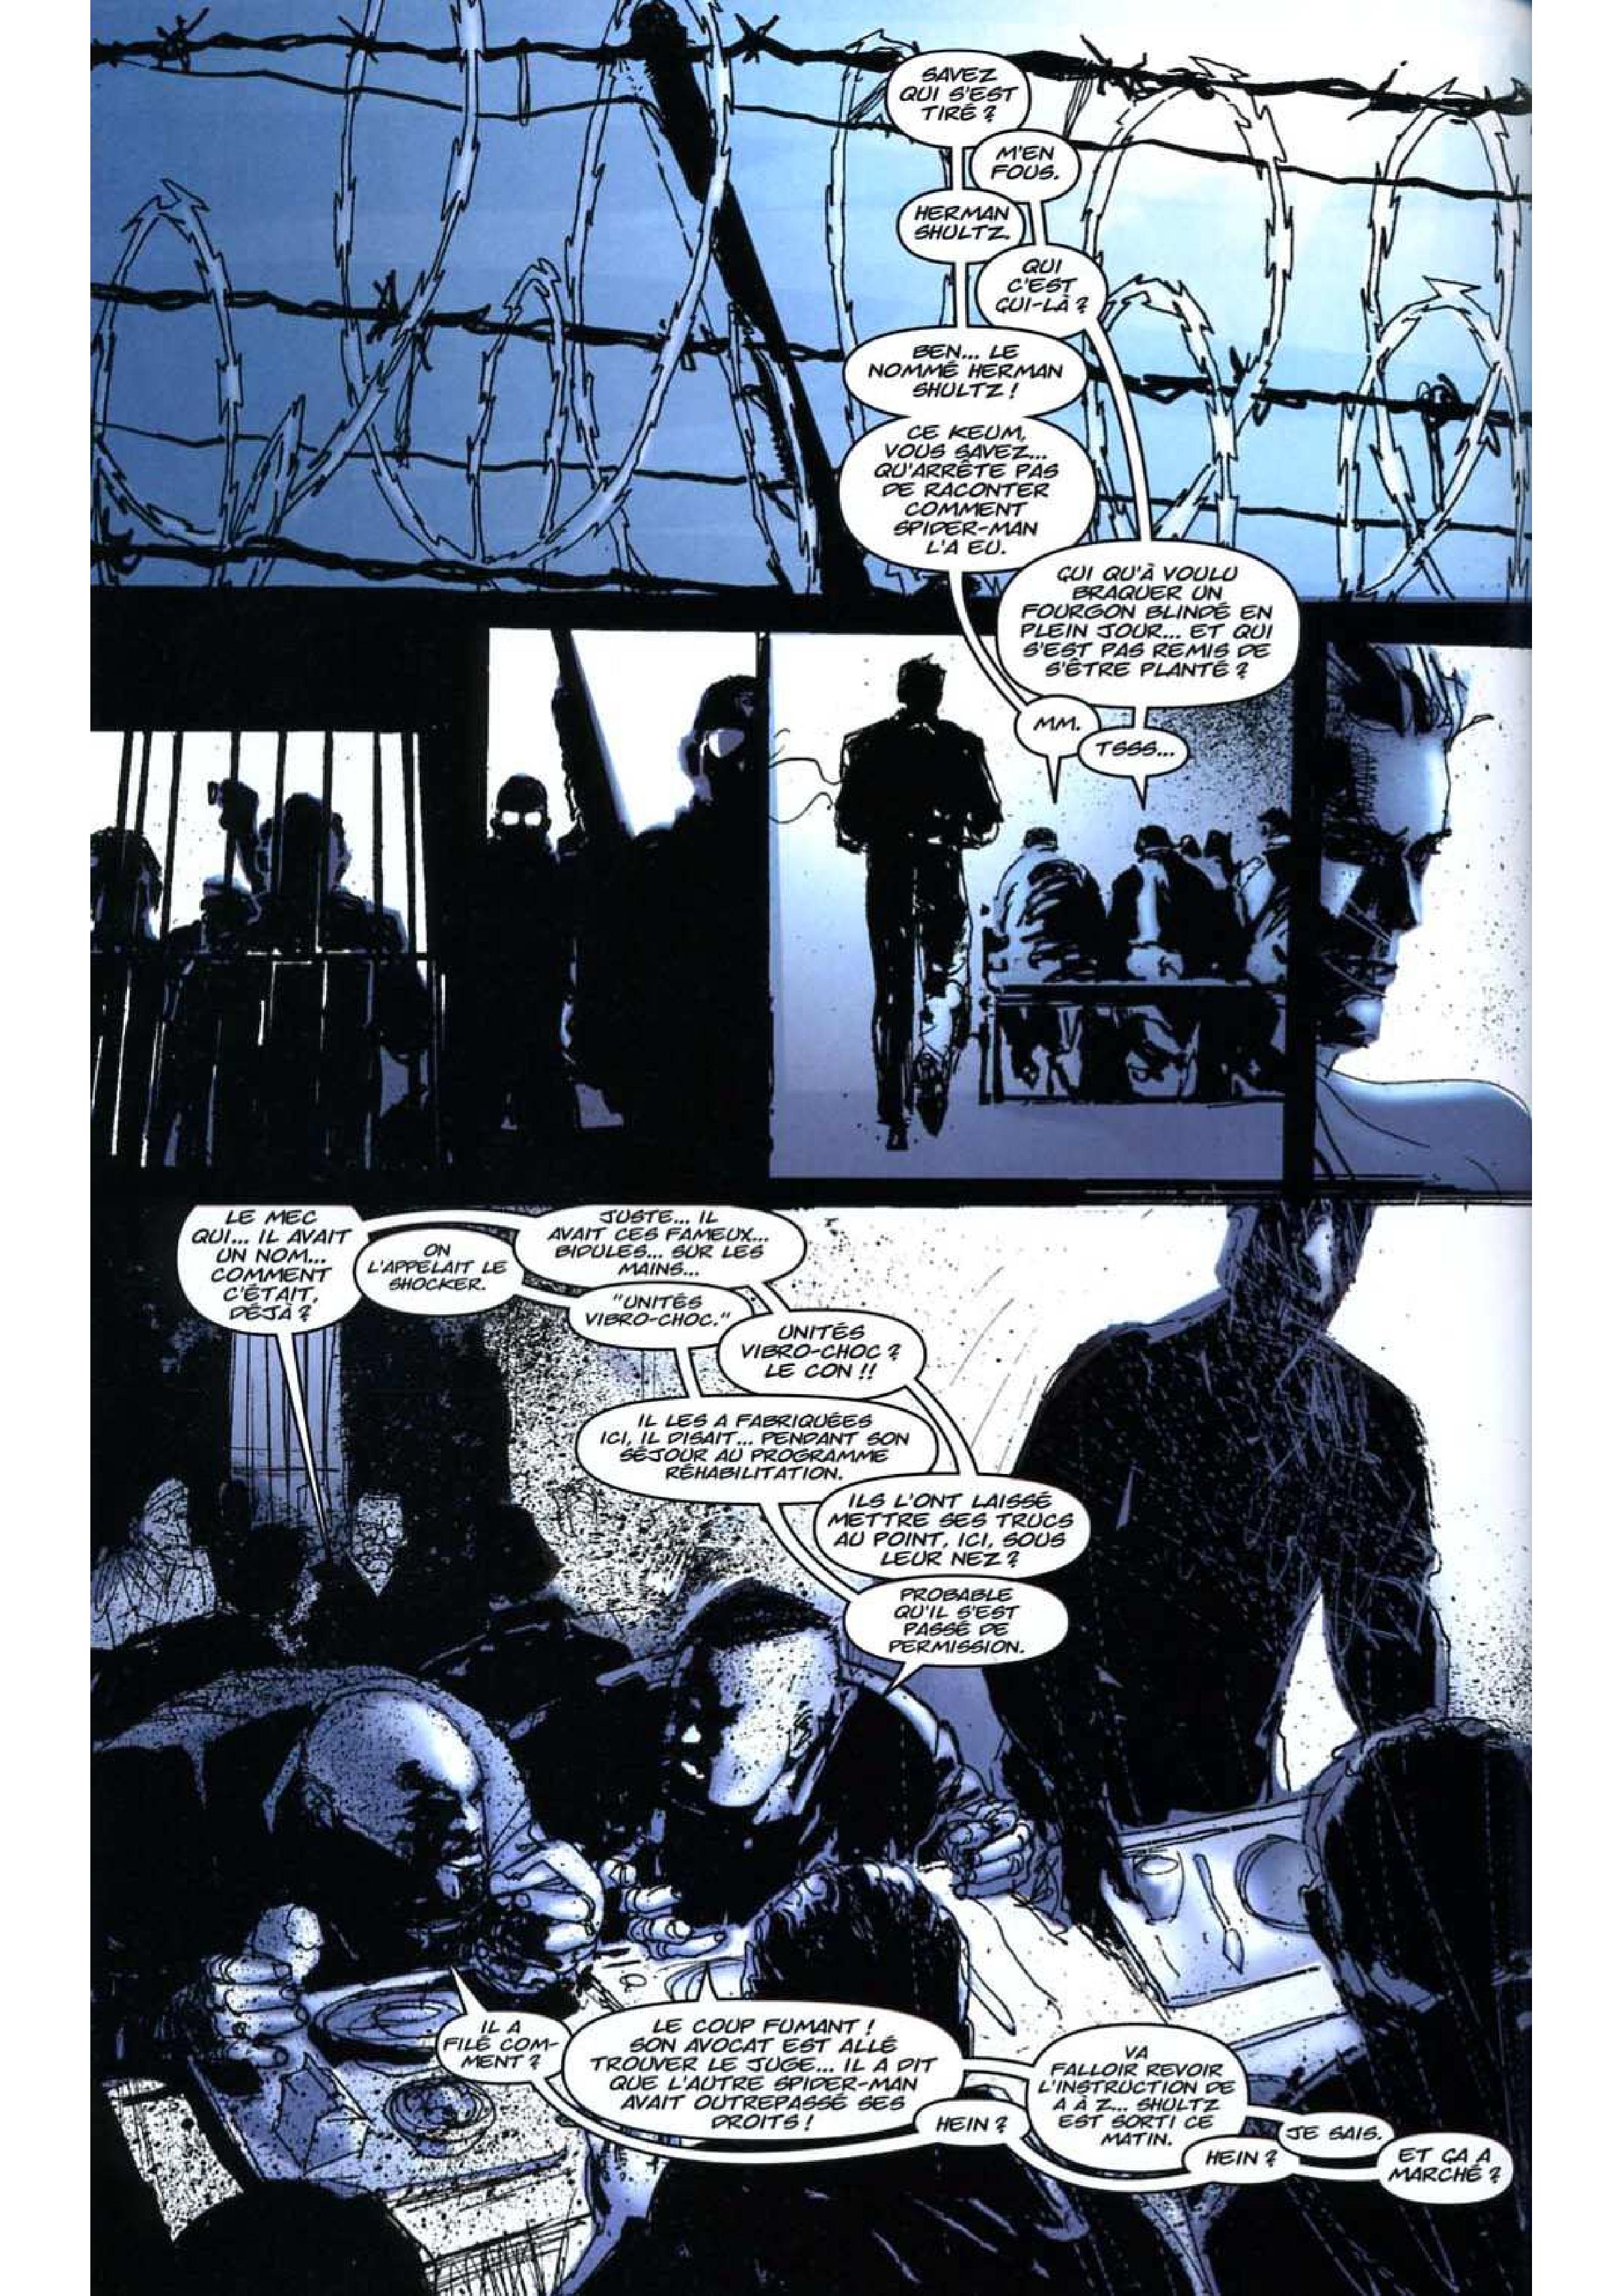 SAVEZ
QUI S'EST
TIRÉ ?
M'EN
FOUS.
HERMAN
SHULTZ.
QUI
C'EST
CUI-LÀ ?
BEN... LE
NOMMÉ HERMAN
SHULTZ !
CE KEUM,
VOUS SAVEZ...
QU'ARRÊTE PAS
DE RACONTER
COMMENT
SPIDER-MAN
L'A EU.
CUI QU'À VOULU
BRAQUER UN
FOURGON BLINDÉ EN
PLEIN JOUR... ET QUI
S'EST PAS REMIS DE
S'ÊTRE PLANTÉ ?
MM.
TSSS...
LE MEC
QUI... IL AVAIT
UN NOM...
COMMENT
C'ÉTAIT,
DÉJÀ ?
ON
L'APPELAIT LE
SHOCKER.
JUSTE... IL
AVAIT CES FAMEUX...
BIDULES... SUR LES
MAINS...
"UNITÉS
VIBRO-CHOC."
UNITÉS
VIBRO-CHOC ?
LE CON !!
IL LES A FABRIQUÉES
ICI, IL DISAIT... PENDANT SON
SÉJOUR AU PROGRAMME
RÉHABILITATION.
ILS L'ONT LAISSÉ
METTRE SES TRUCS
AU POINT, ICI, SOUS
LEUR NEZ ?
PROBABLE
QU'IL S'EST
PASSÉ DE
PERMISSION.
IL A
FILÉ COM-
MENT ?
LE COUP FUMANT !
SON AVOCAT EST ALLÉ
TROUVER LE JUGE... IL A DIT
QUE L'AUTRE SPIDER-MAN
AVAIT OUTREPASSÉ SES
DROITS !
HEIN ?
VA
FALLOIR REVOIR
L'INSTRUCTION DE
A À Z... SHULTZ
EST SORTI CE
MATIN.
HEIN ?
JE SAIS.
ET ÇA A
MARCHÉ ?